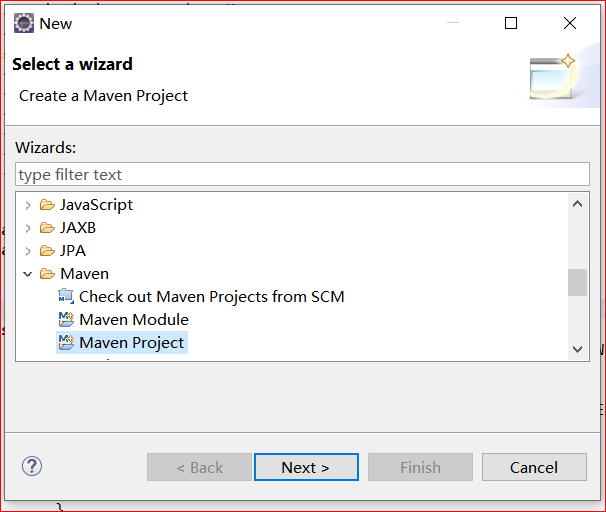 New
Select a wizard
Create a Maven Project
Wizards:
type filter text
JavaScript
JAXB
JPA
Maven
Check out Maven Projects from SCM
Maven Module
Maven Project
< Back
Next >
Finish
Cancel
}